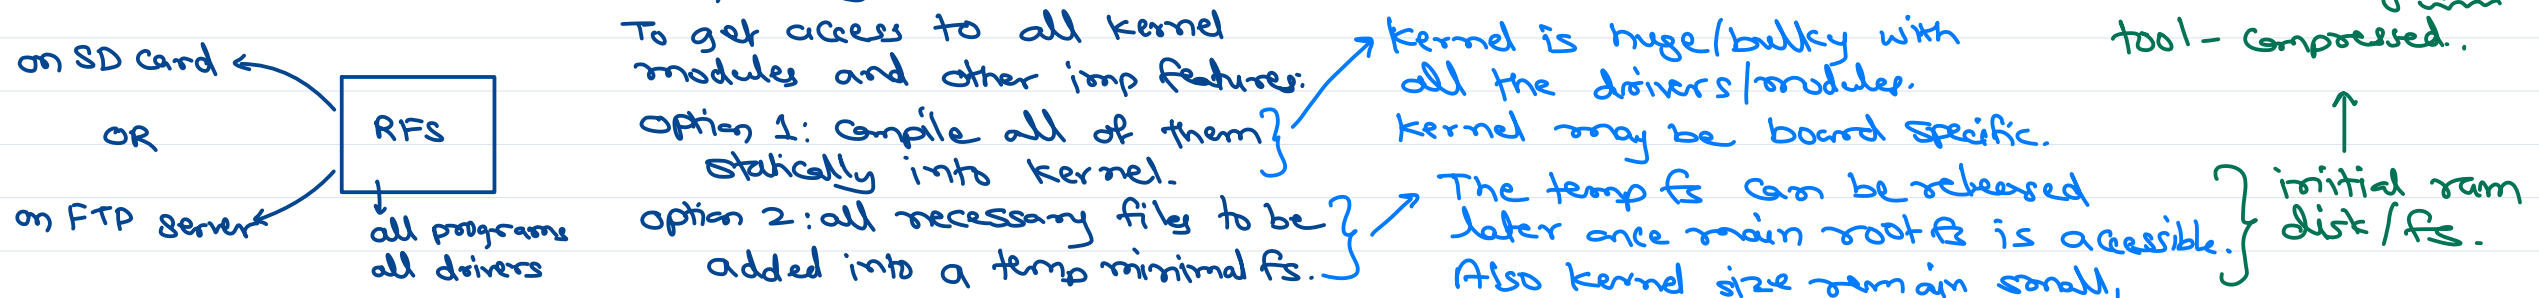 on SD Card
OR
on FTP server
RFS
all programs
all drivers
To get access to all kernel
modules and other imp features:
option 1: compile all of them
statically into kernel.
option 2: all necessary files to be
added into a temp minimal fs.
Kernel is huge/bulky with
all the drivers/modules.
kernel may be board specific.
The temp fs can be released
later once main root fs is acessible.
Also kernel size remain small.
tool - compressed.
initial ram
disk/fs.